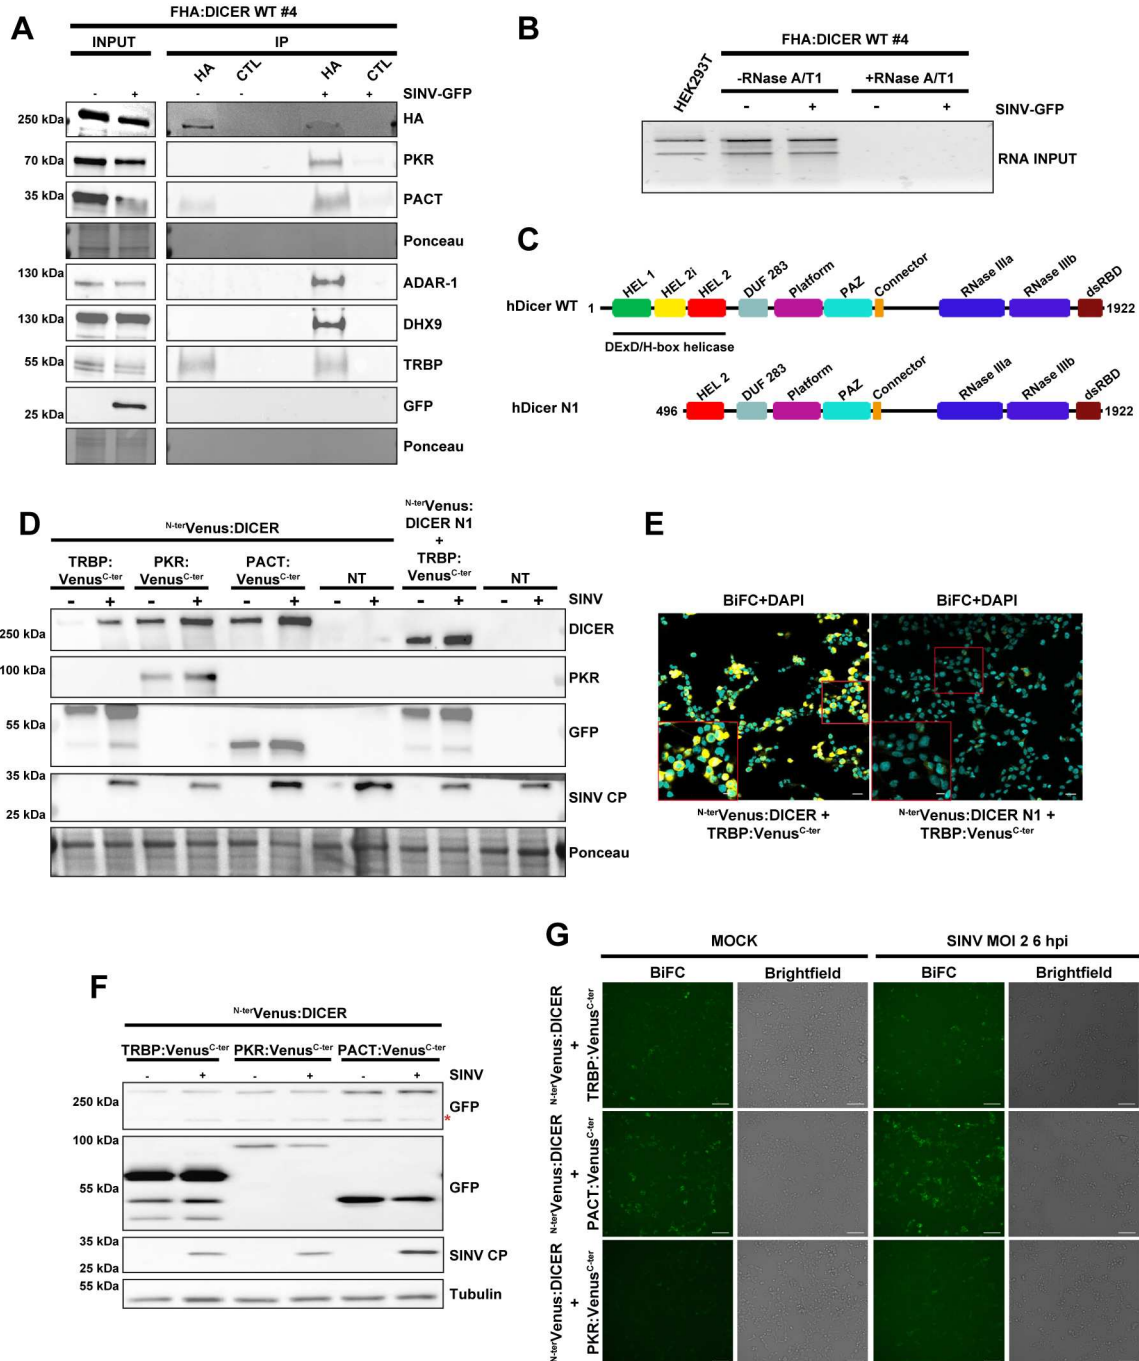 A
FHA:DICER WT #4
INPUT IP
HA CTL HA CTL
- + - - + + SINV-GFP
250 kDa HA
70 kDa PKR
35 kDa PACT
Ponceau
130 kDa ADAR-1
130 kDa DHX9
55 kDa TRBP
25 kDa GFP
Ponceau
B
FHA:DICER WT #4
HEK293T -RNase A/T1 +RNase A/T1
- + - + SINV-GFP
RNA INPUT
C
HEL 1 HEL 2i HEL 2 DUF 283 Platform PAZ Connector RNase IIIa RNase IIIb dsRBD
hDicer WT 1 1922
DExD/H-box helicase
HEL 2 DUF 283 Platform PAZ Connector RNase IIIa RNase IIIb dsRBD
hDicer N1 496 1922
D
N-terVenus:DICER
N-terVenus:
DICER N1
+
TRBP:
VenusC-ter
TRBP:
VenusC-ter
PKR:
VenusC-ter
PACT:
VenusC-ter
NT NT
- + - + - + - + - + - + SINV
250 kDa DICER
100 kDa PKR
55 kDa GFP
35 kDa
25 kDa SINV CP
Ponceau
E
BiFC+DAPI BiFC+DAPI
N-terVenus:DICER +
TRBP:VenusC-ter
N-terVenus:DICER N1 +
TRBP:VenusC-ter
F
N-terVenus:DICER
TRBP:VenusC-ter PKR:VenusC-ter PACT:VenusC-ter
- + - + - + SINV
250 kDa GFP
*
100 kDa
55 kDa GFP
35 kDa
25 kDa SINV CP
55 kDa Tubulin
G
MOCK SINV MOI 2 6 hpi
BiFC Brightfield BiFC Brightfield
N-terVenus:DICER
+
TRBP:VenusC-ter
N-terVenus:DICER
+
PACT:VenusC-ter
N-terVenus:DICER
+
PKR:VenusC-ter